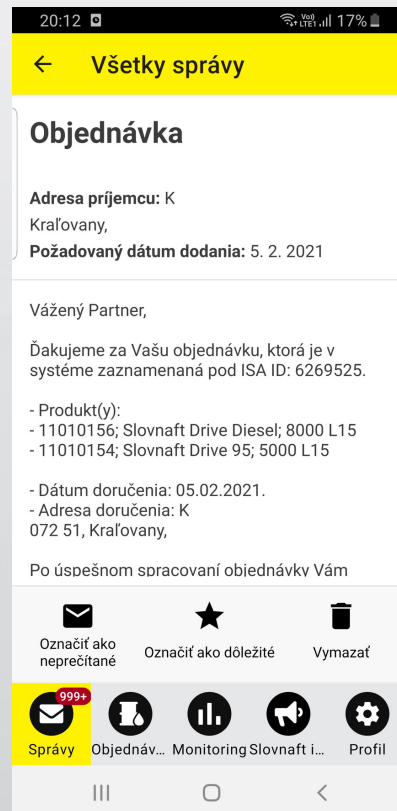 20:12 Vo)) LTE1 17%
Všetky správy
Objednávka
Adresa príjemcu: K
Kraľovany,
Požadovaný dátum dodania: 5. 2. 2021
Vážený Partner,
Ďakujeme za Vašu objednávku, ktorá je v
systéme zaznamenaná pod ISA ID: 6269525.
- Produkt(y):
- 11010156; Slovnaft Drive Diesel; 8000 L15
- 11010154; Slovnaft Drive 95; 5000 L15
- Dátum doručenia: 05.02.2021.
- Adresa doručenia: K
072 51, Kraľovany,
Po úspešnom spracovaní objednávky Vám
Označiť ako
neprečítané
Označiť ako dôležité
Vymazať
999+
Správy Objednáv... Monitoring Slovnaft i... Profil